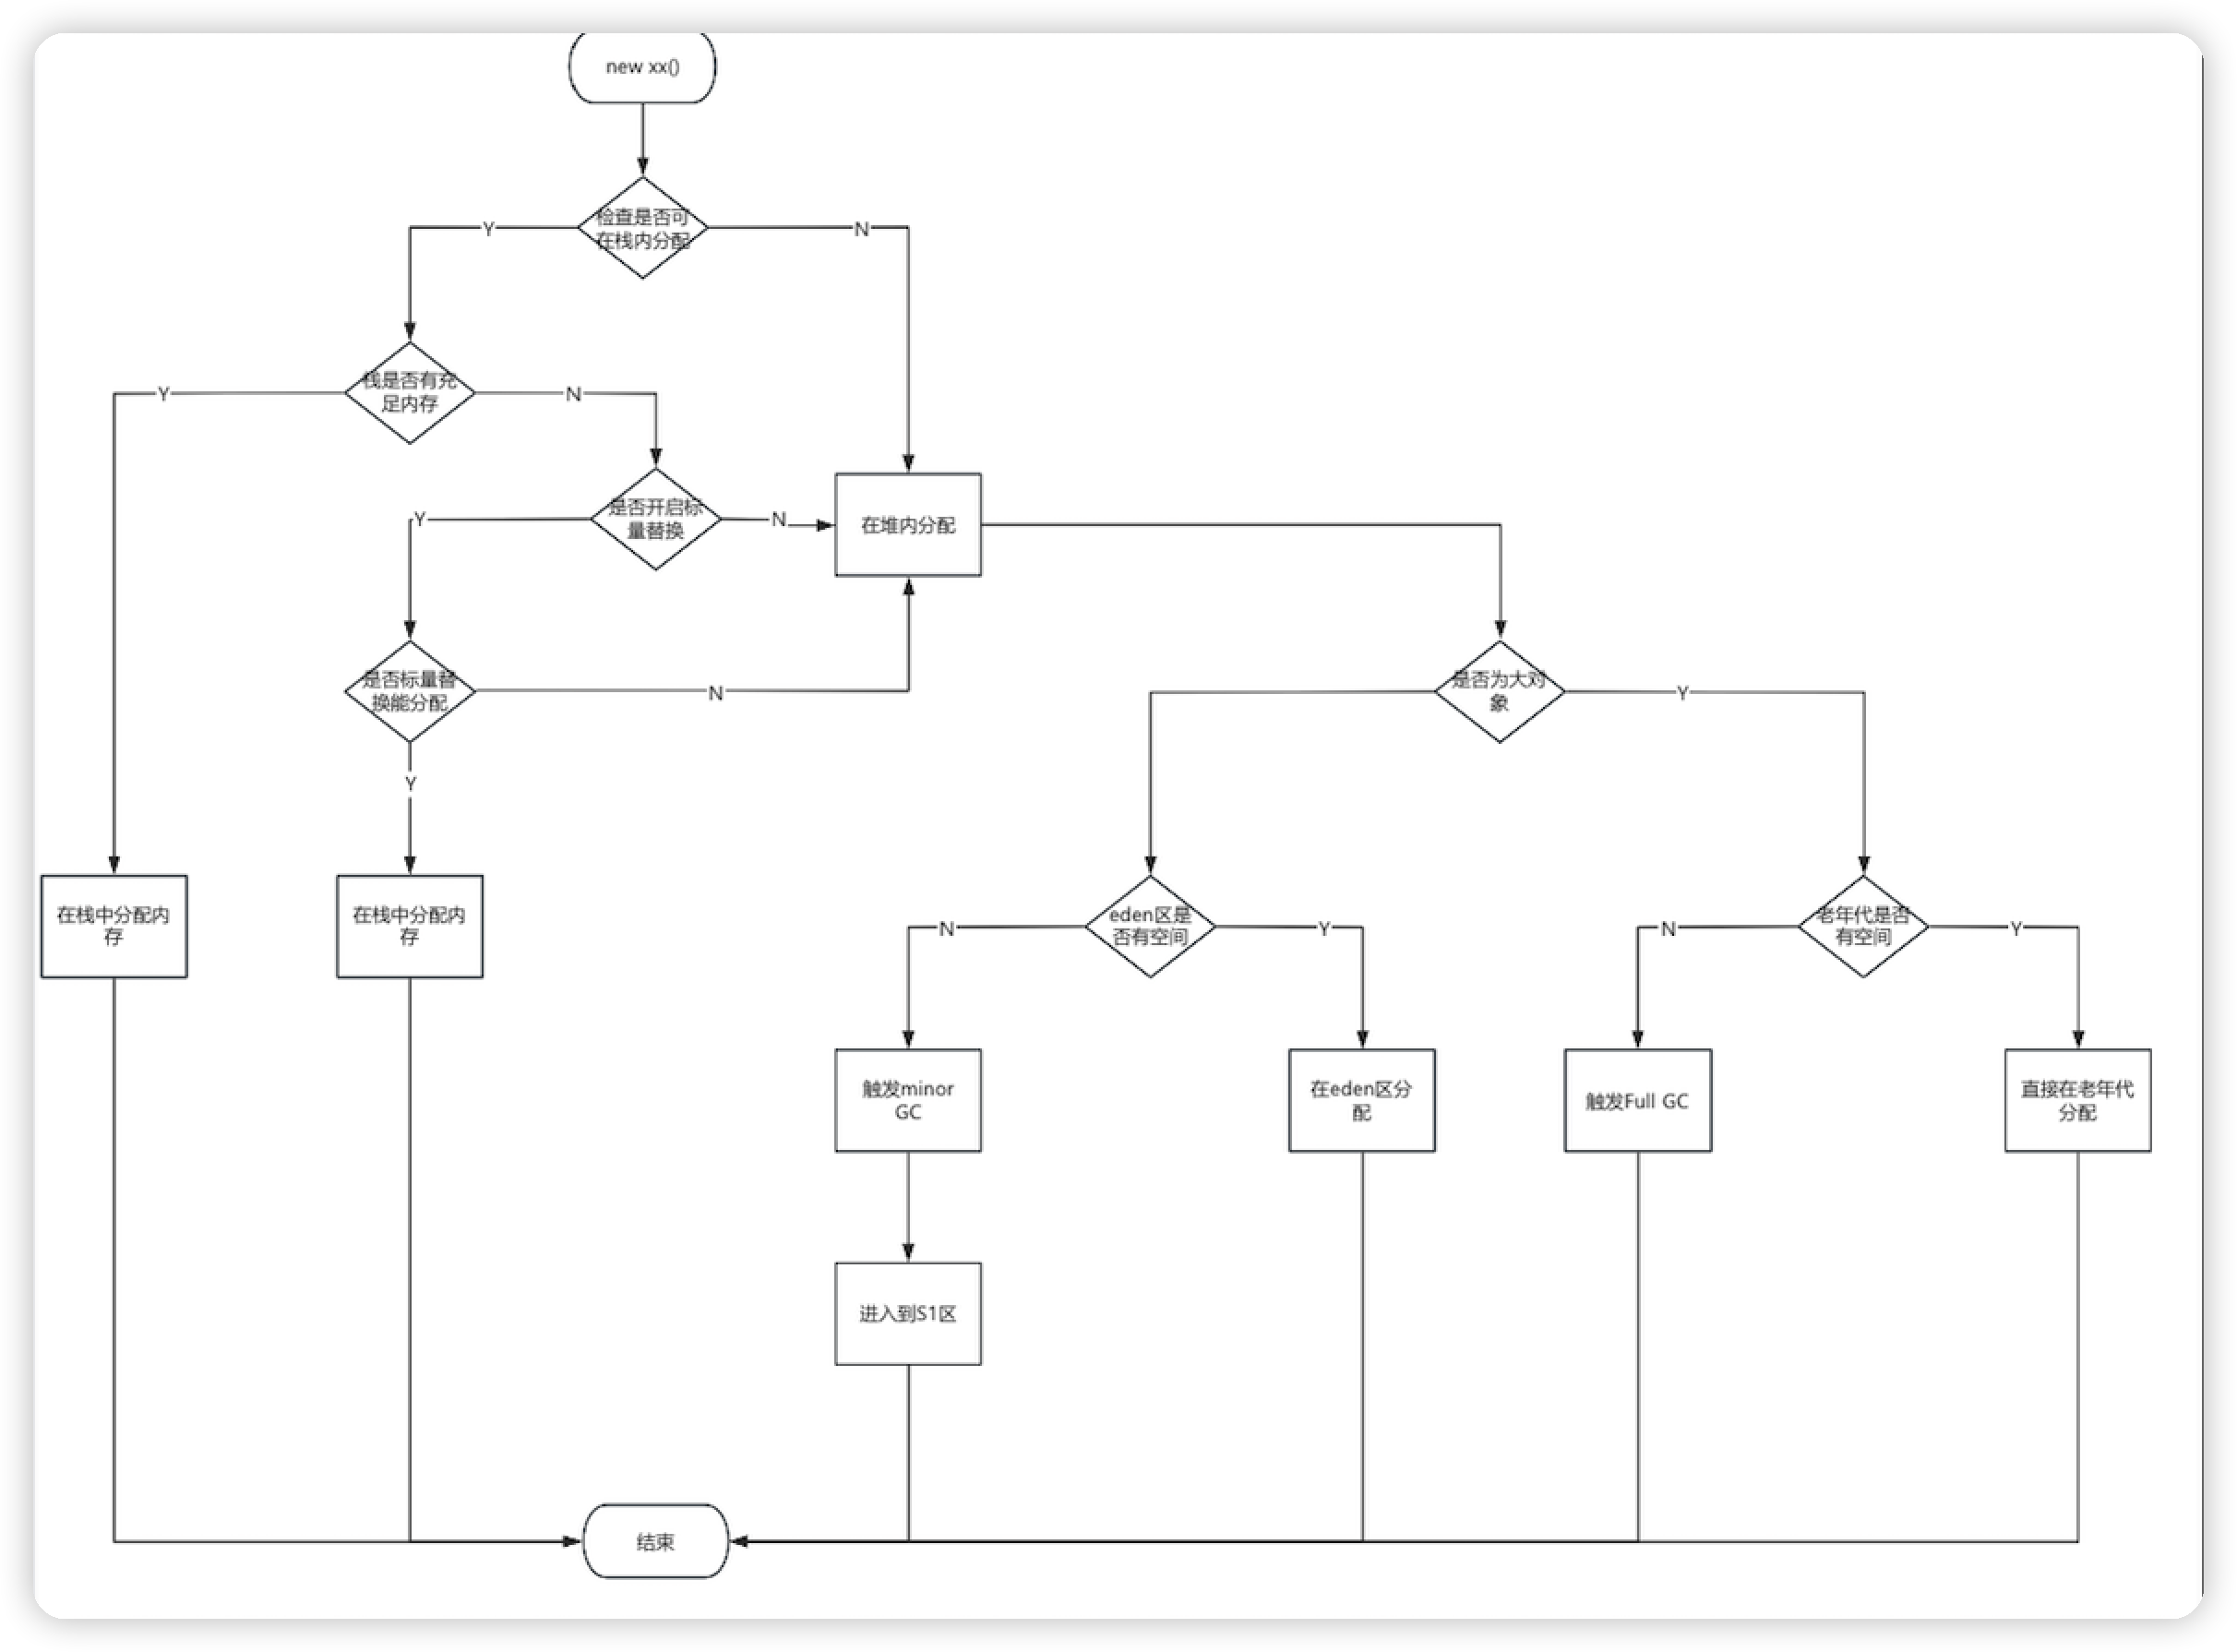 new xx()
检查是否可
在栈内分配
Y
N
栈是否有充
足内存
Y
N
是否开启标
量替换
Y
N
在堆内分配
是否标量替
换能分配
N
Y
是否为大对
象
Y
在栈中分配内
存
在栈中分配内
存
eden区是
否有空间
N
Y
老年代是否
有空间
N
Y
触发minor
GC
在eden区分
配
触发Full GC
直接在老年代
分配
进入到S1区
结束